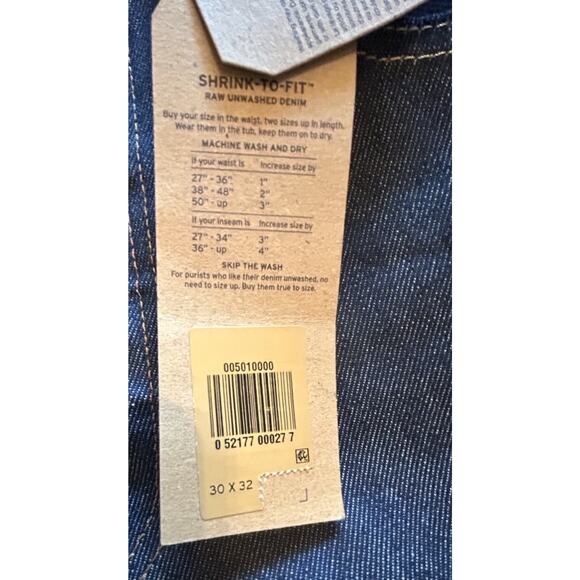 SHRINK-TO-FIT™
RAW UNWASHED DENIM
Buy your size in the waist, two sizes up in length.
Wear them in the tub, keep them on to dry.
MACHINE WASH AND DRY
If your waist is Increase size by
27" - 36" 1"
38" - 48" 2"
50" - up 3"
If your inseam is Increase size by
27" - 34" 3"
36" - up 4"
SKIP THE WASH
For purists who like their denim unwashed, no
need to size up. Buy them true to size.
005010000
0 52177 00027 7
30 X 32